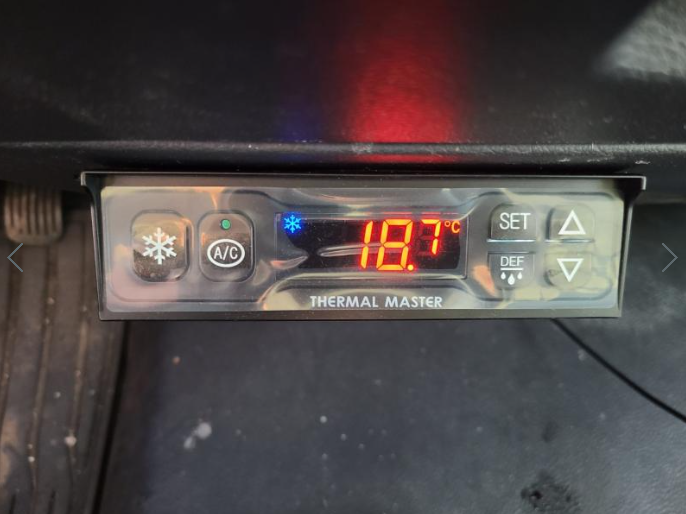 A/C
18.7 °C
SET
DEF
THERMAL MASTER